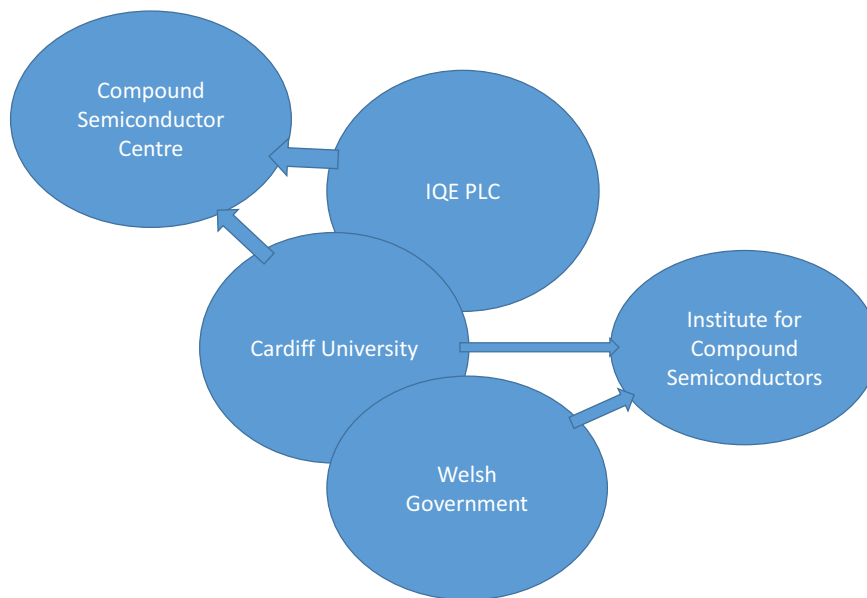 Compound
Semiconductor
Centre
IQE PLC
Cardiff University
Institute for
Compound
Semiconductors
Welsh
Government